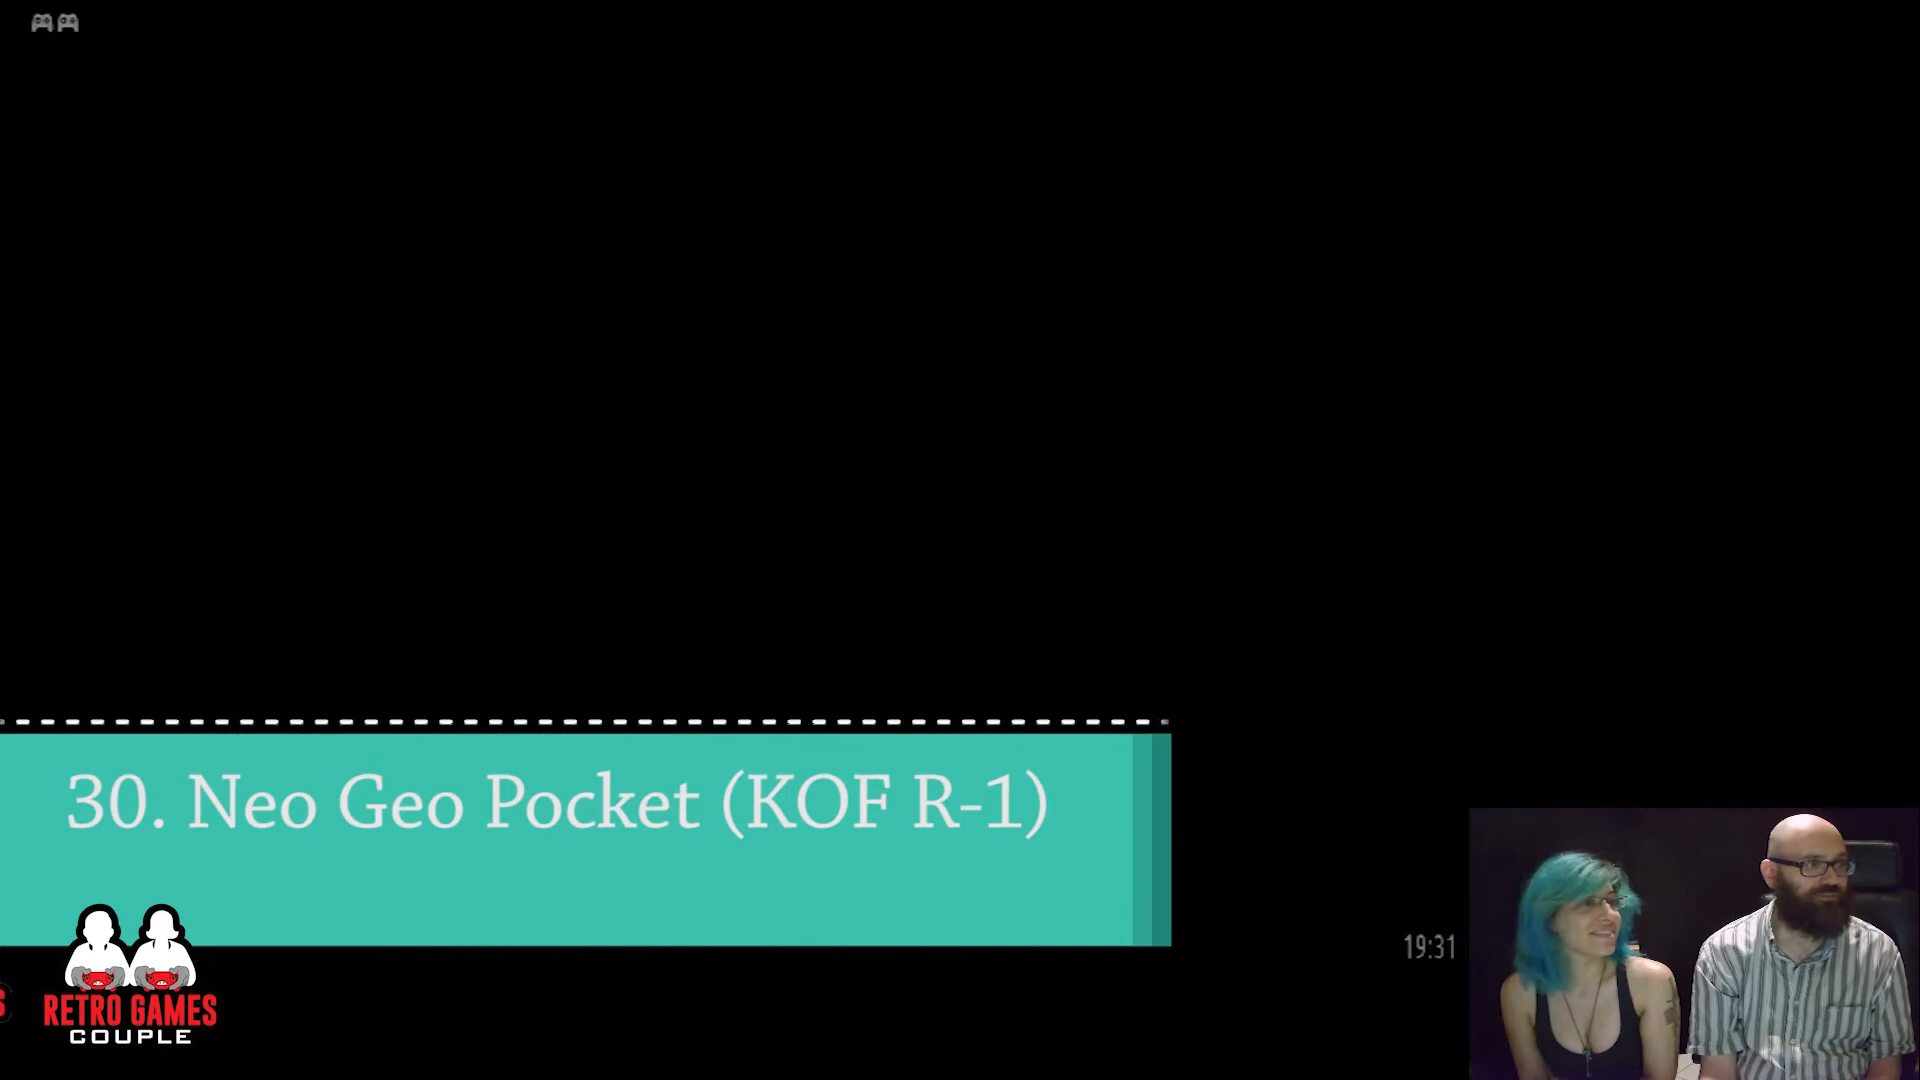 30. Neo Geo Pocket (KOF R-1)
19:31
S
RETRO GAMES
COUPLE